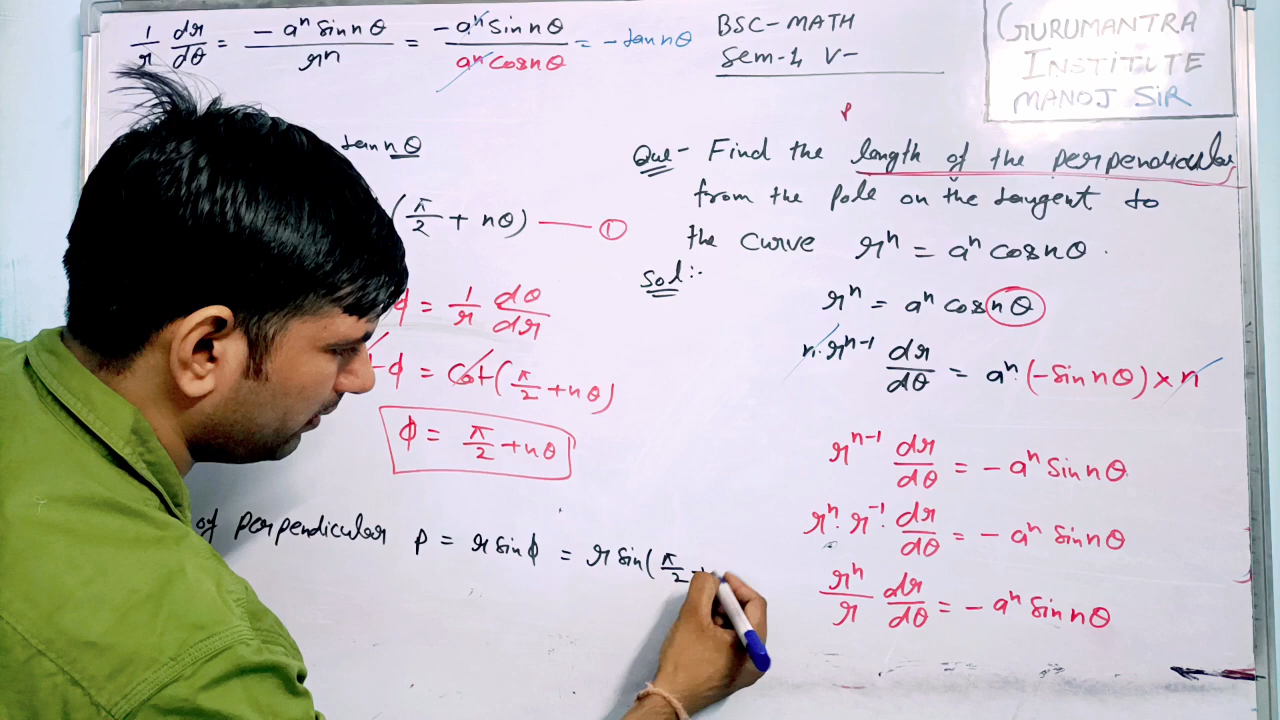 1/r dr/dθ = -aⁿ sin nθ / rⁿ = -aⁿ sin nθ / aⁿ cos nθ = - tan nθ
tan nθ
(π/2 + nθ) —— ①
ϕ = 1/r dθ/dr
ϕ = cot(π/2 + nθ)
ϕ = π/2 + nθ
of perpendicular p = r sin ϕ = r sin(π/2 +
BSC-MATH
Sem-1 V-
GURUMANTRA
INSTITUTE
MANOJ SIR
P
Que- Find the length of the perpendicular
from the pole on the tangent to
the curve rⁿ = aⁿ cos nθ.
Sol:-
rⁿ = aⁿ cos nθ
n·rⁿ⁻¹ dr/dθ = aⁿ·(-sin nθ) × n
rⁿ⁻¹ dr/dθ = - aⁿ sin nθ
rⁿ· r⁻¹· dr/dθ = - aⁿ sin nθ
rⁿ/r dr/dθ = - aⁿ sin nθ